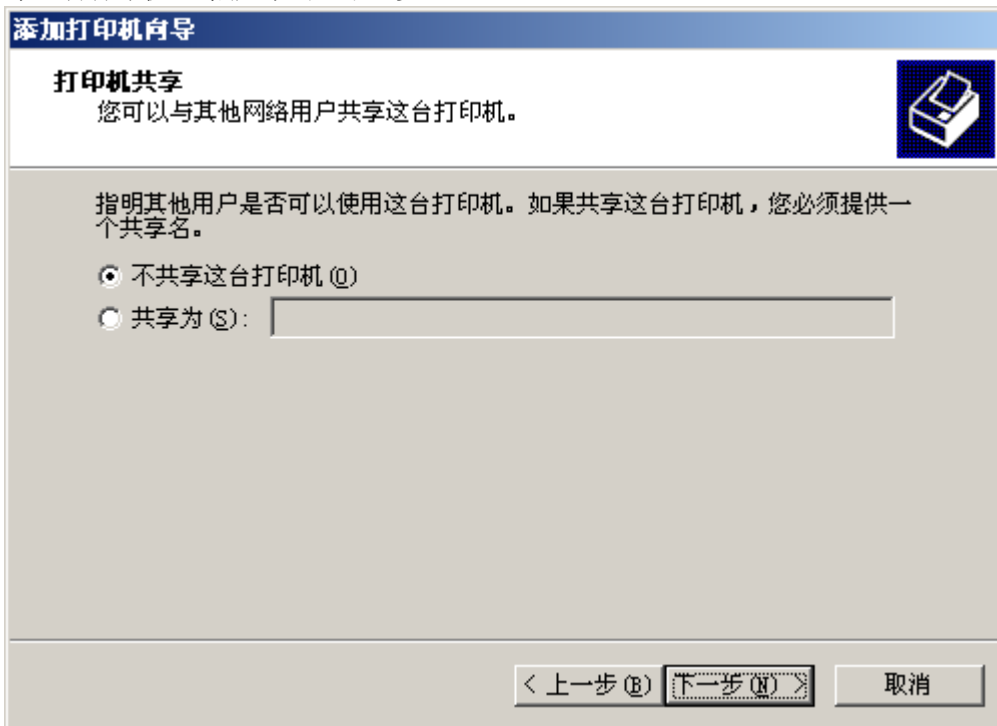 添加打印机向导
打印机共享
您可以与其他网络用户共享这台打印机。
指明其他用户是否可以使用这台打印机。如果共享这台打印机，您必须提供一
个共享名。
不共享这台打印机(O)
共享为(S):
< 上一步(B) 下一步(N) > 取消